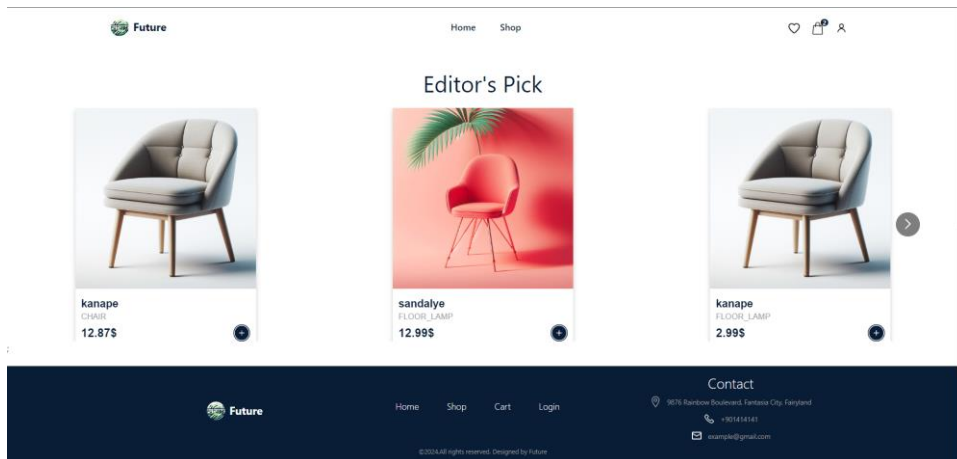 Future
Home Shop
2
Editor's Pick
kanape
CHAIR
12.87$
sandalye
FLOOR_LAMP
12.99$
kanape
FLOOR_LAMP
2.99$
Future
Home Shop Cart Login
Contact
9876 Rainbow Boulevard, Fantasia City, Fairyland
+901414141
example@gmail.com
©2024.All rights reserved. Designed by Future